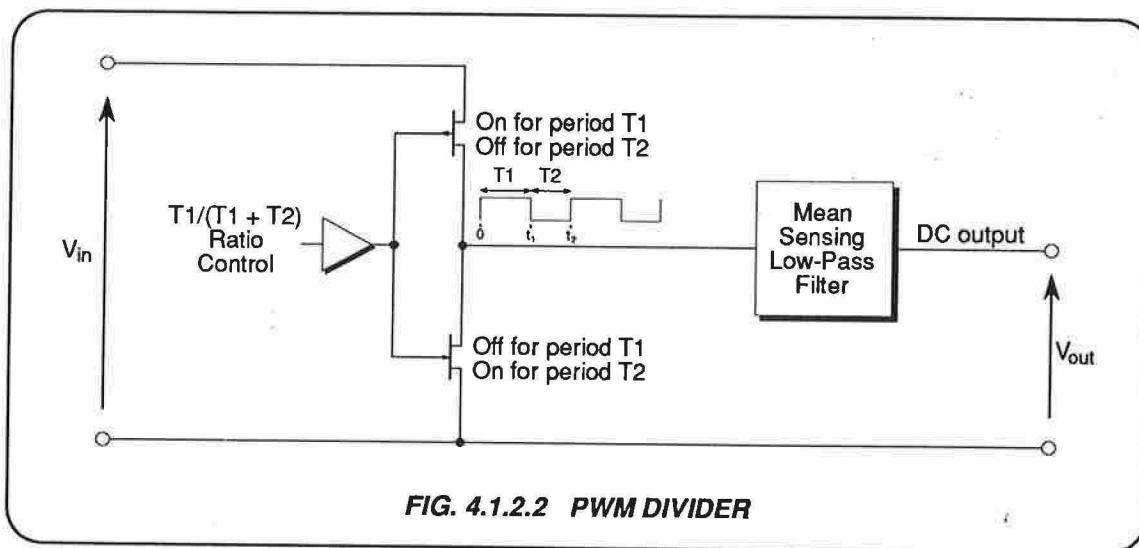 On for period T1
Off for period T2
T1 T2
0 t1 t2
T1/(T1 + T2)
Ratio
Control
Vin
Mean
Sensing
Low-Pass
Filter
DC output
Off for period T1
On for period T2
Vout
FIG. 4.1.2.2 PWM DIVIDER